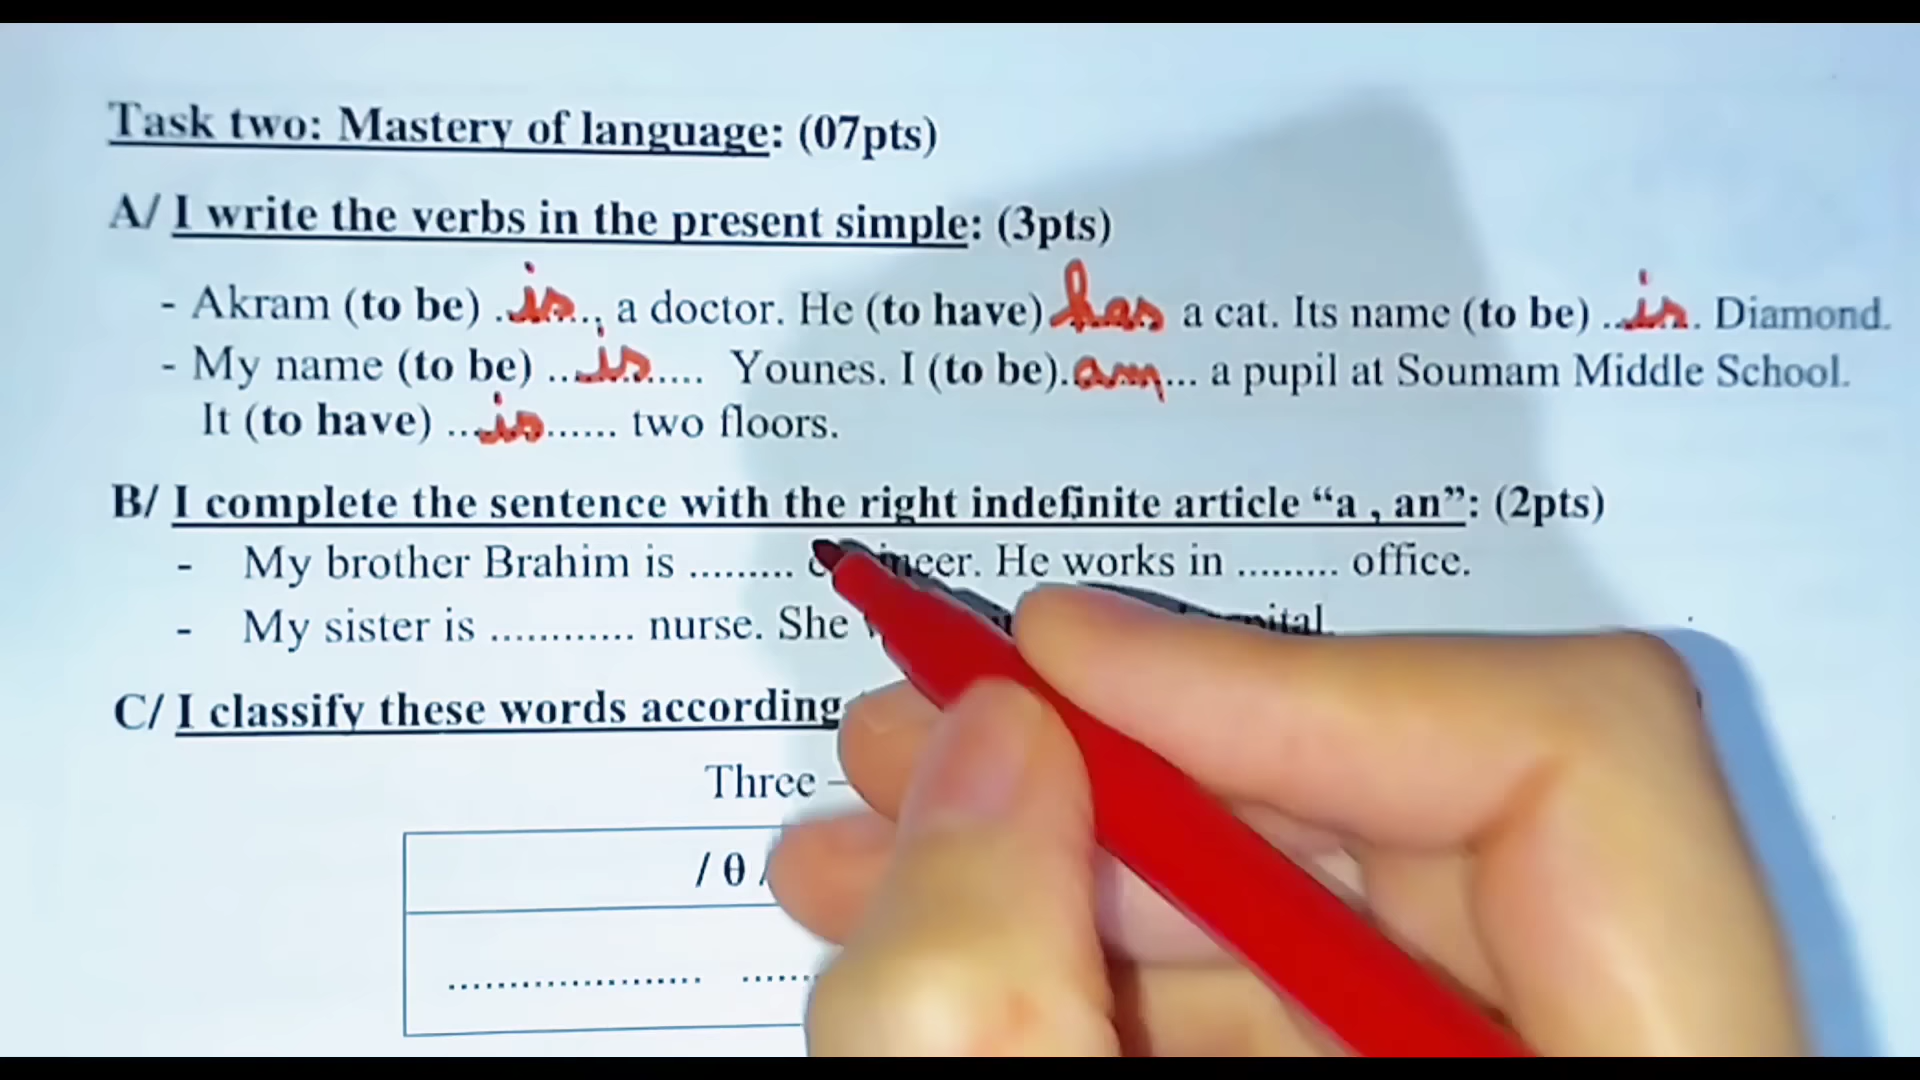 Task two: Mastery of language: (07pts)
A/ I write the verbs in the present simple: (3pts)
- Akram (to be) ..is..., a doctor. He (to have) has a cat. Its name (to be) ..is.. Diamond.
- My name (to be) ...is...... Younes. I (to be).am... a pupil at Soumam Middle School.
It (to have) ...is...... two floors.
B/ I complete the sentence with the right indefinite article “a , an”: (2pts)
- My brother Brahim is ......... He works in ......... office.
- My sister is ............ nurse. She
C/ I classify these words according
Three –
/ θ /
..................... ......